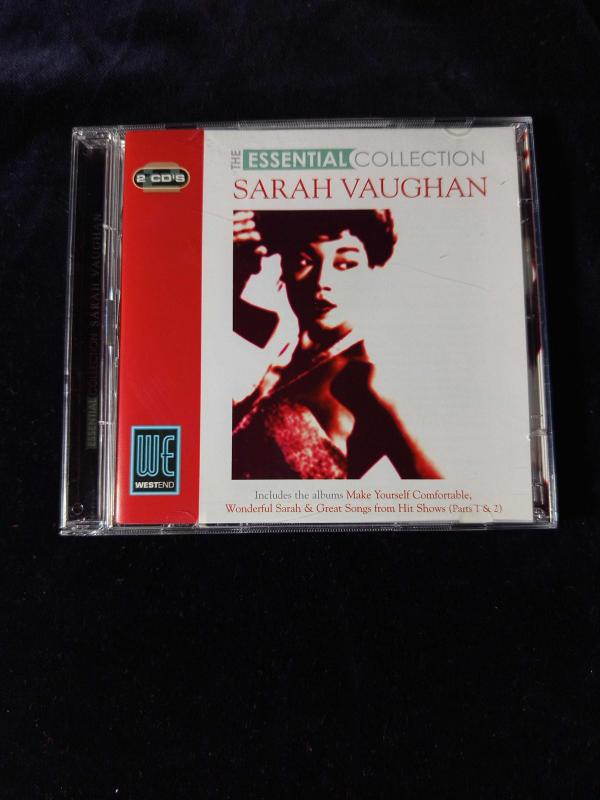 2 CD'S
THE ESSENTIAL COLLECTION
SARAH VAUGHAN
ESSENTIAL COLLECTION SARAH VAUGHAN
WE
WESTEND
Includes the albums Make Yourself Comfortable,
Wonderful Sarah & Great Songs from Hit Shows (Parts 1 & 2)